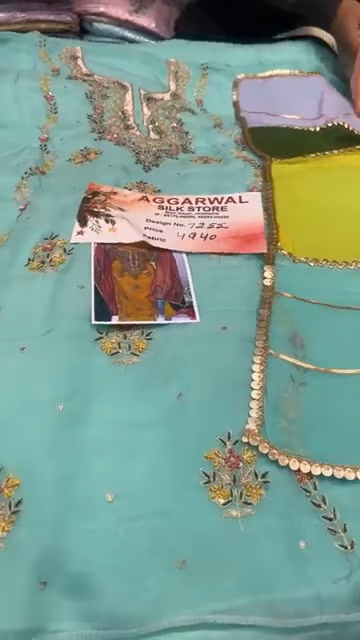 AGGARWAL
SILK STORE
Design No. 7252
Price 4940
Fabric